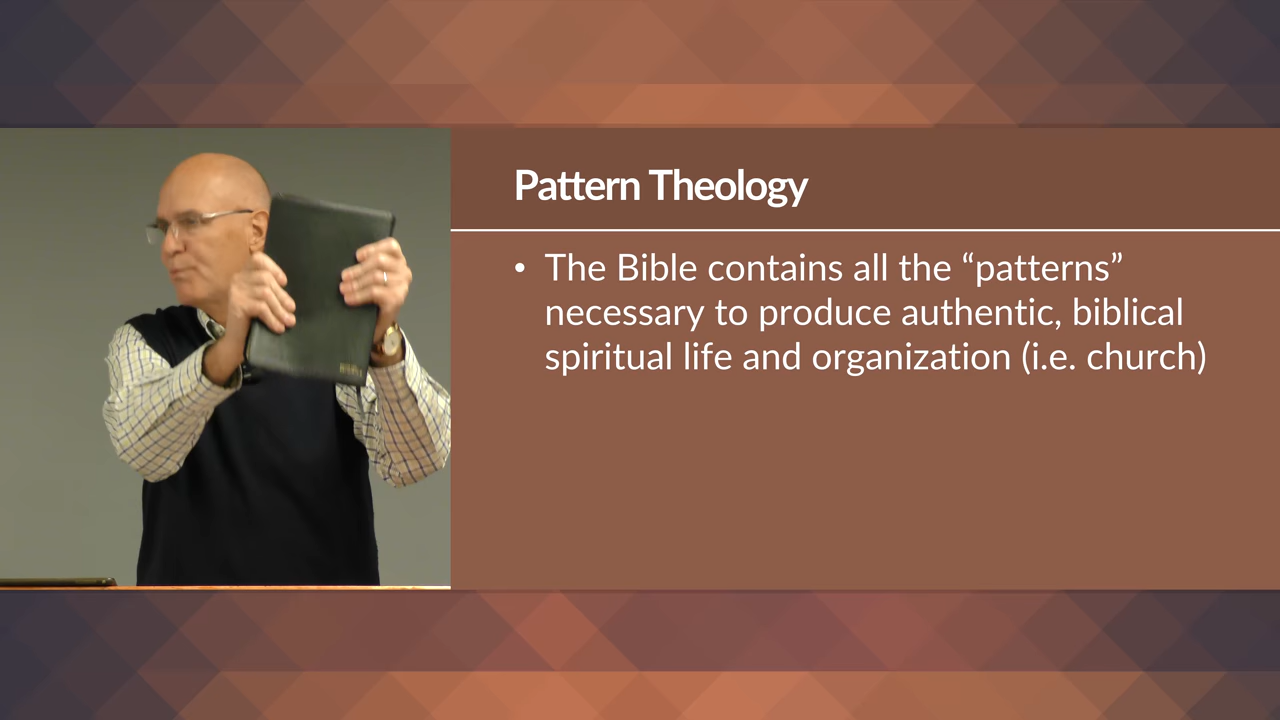 Pattern Theology
• The Bible contains all the “patterns”
necessary to produce authentic, biblical
spiritual life and organization (i.e. church)